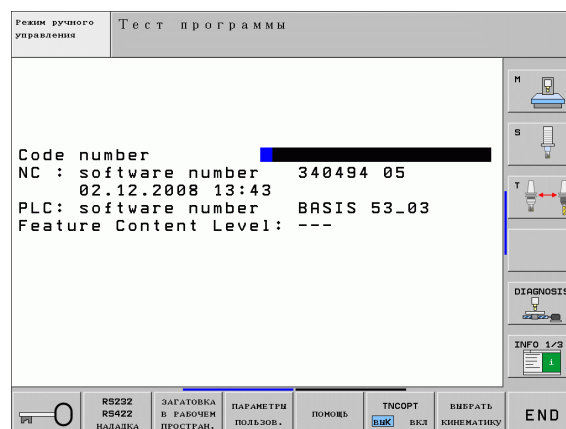 Режим ручного
управления
Тест программы
Code number
NC : software number 340494 05
02.12.2008 13:43
PLC: software number BASIS 53_03
Feature Content Level: ---
M
S
T
DIAGNOSIS
INFO 1/3
i
RS232
RS422
НАЛАДКА
ЗАГАТОВКА
В РАБОЧЕМ
ПРОСТРАН.
ПАРАМЕТРЫ
ПОЛЬЗОВ.
ПОМОЩЬ
TNCOPT
ВЫК ВКЛ
ВЫБРАТЬ
КИНЕМАТИКУ
END